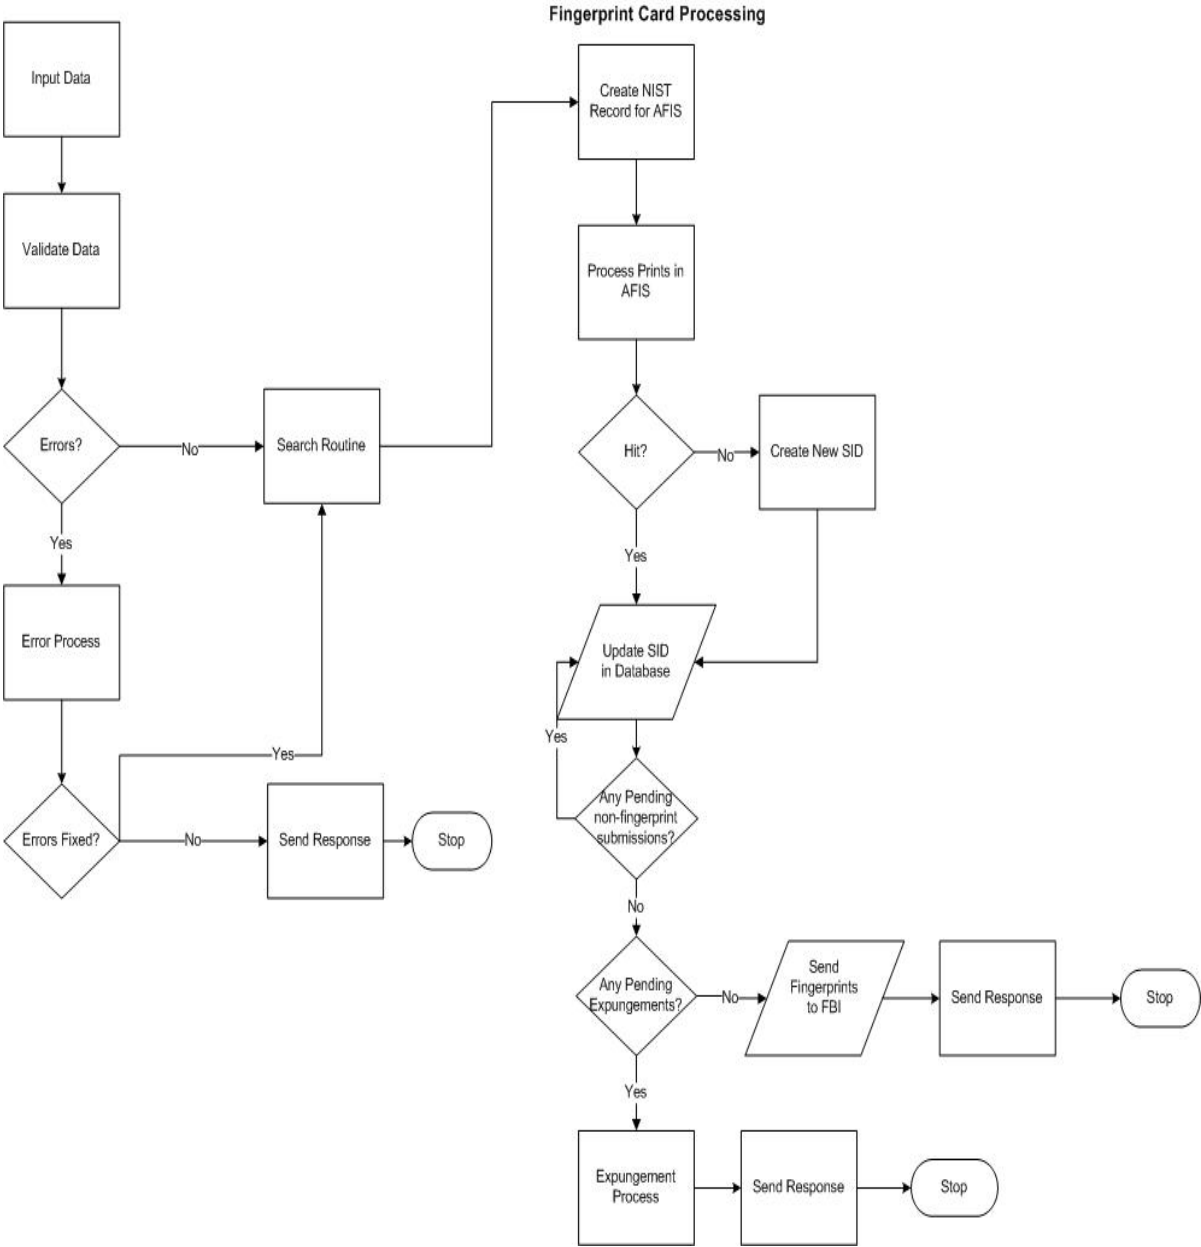 Fingerprint Card Processing
Input Data
Validate Data
Errors?
No
Search Routine
Yes
Error Process
Errors Fixed?
Yes
No
Send Response
Stop
Create NIST
Record for AFIS
Process Prints in
AFIS
Hit?
No
Create New SID
Yes
Update SID
in Database
Yes
Any Pending
non-fingerprint
submissions?
No
Any Pending
Expungements?
No
Send
Fingerprints
to FBI
Send Response
Stop
Yes
Expungement
Process
Send Response
Stop